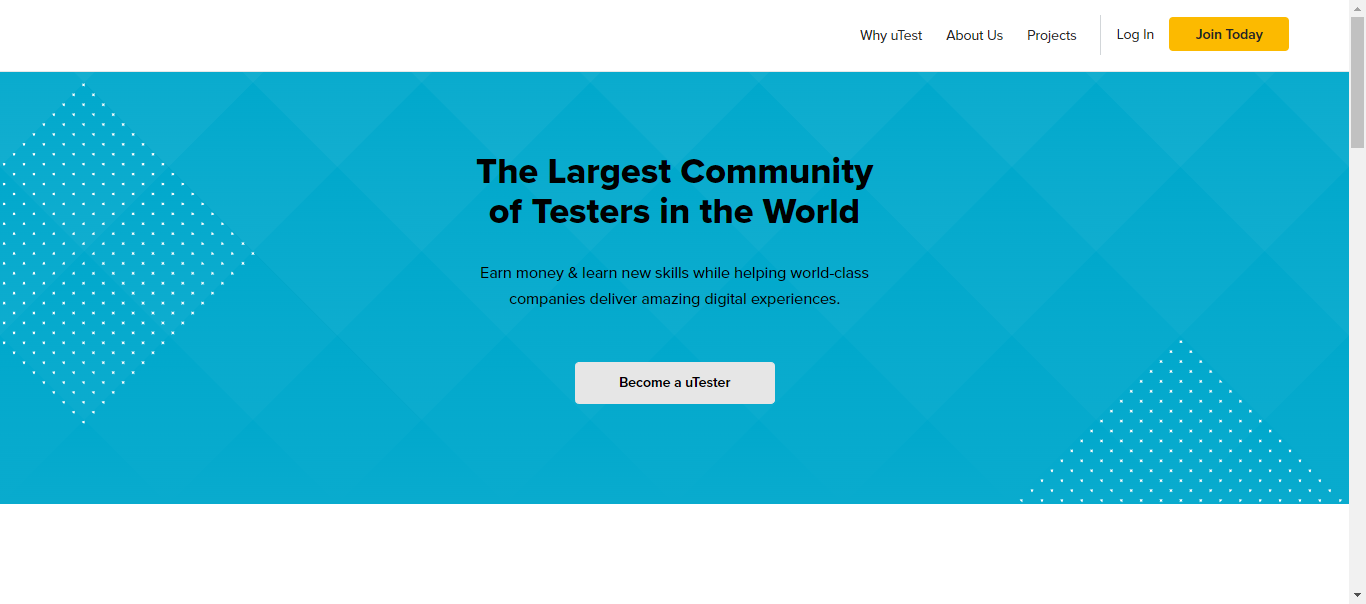 Why uTest About Us Projects Log In Join Today
The Largest Community
of Testers in the World
Earn money & learn new skills while helping world-class
companies deliver amazing digital experiences.
Become a uTester